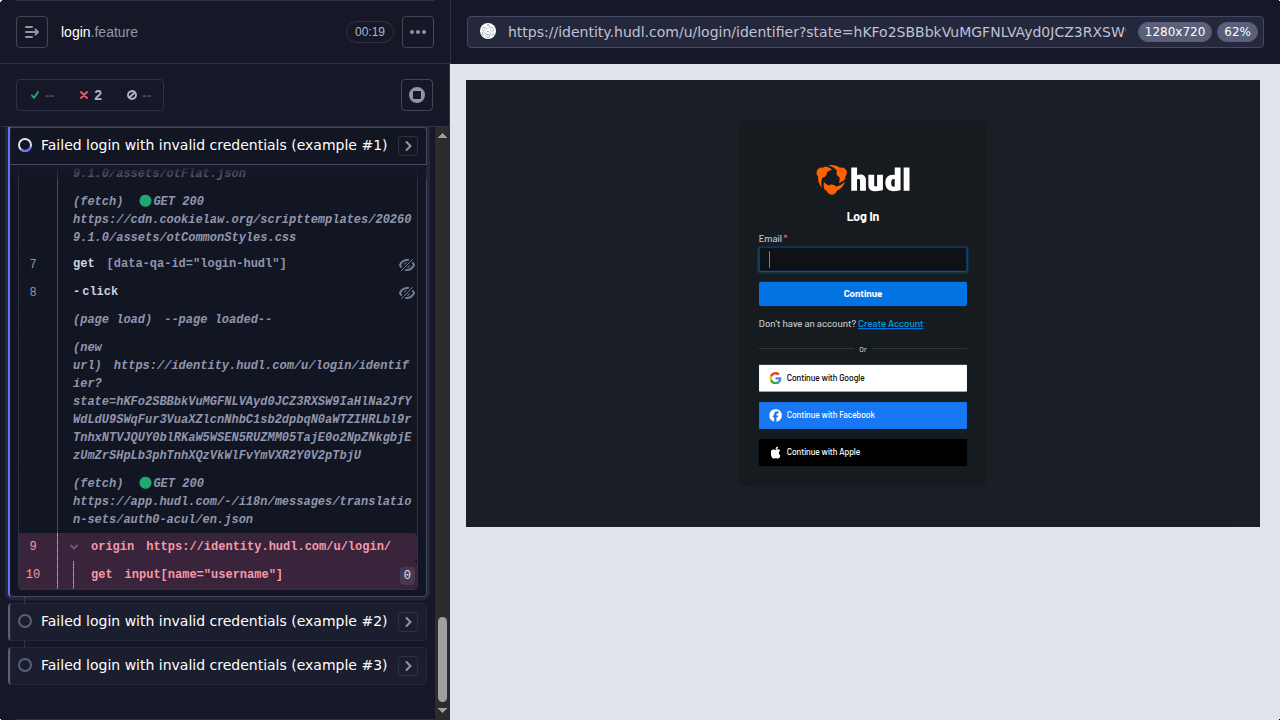 login.feature
00:19
https://identity.hudl.com/u/login/identifier?state=hKFo2SBBbkVuMGFNLVAyd0JCZ3RXSW
1280x720
62%
--
2
--
Failed login with invalid credentials (example #1)
9.1.0/assets/otFlat.json
(fetch) GET 200
https://cdn.cookielaw.org/scripttemplates/20260
9.1.0/assets/otCommonStyles.css
7 get [data-qa-id="login-hudl"]
8 -click
(page load) --page loaded--
(new
url) https://identity.hudl.com/u/login/identif
ier?
state=hKFo2SBBbkVuMGFNLVAyd0JCZ3RXSW9IaHlNa2JfY
WdLdU9SWqFur3VuaXZlcnNhbC1sb2dpbqN0aWTZIHRLbl9r
TnhxNTVJQUY0blRKaW5WSEN5RUZMM05TajE0o2NpZNkgbjE
zUmZrSHpLb3phTnhXQzVkWlFvYmVXR2Y0V2pTbjU
(fetch) GET 200
https://app.hudl.com/-/i18n/messages/translatio
n-sets/auth0-acul/en.json
9 origin https://identity.hudl.com/u/login/
10 get input[name="username"] 0
Failed login with invalid credentials (example #2)
Failed login with invalid credentials (example #3)
hudl
Log In
Email *
Continue
Don't have an account? Create Account
Or
Continue with Google
Continue with Facebook
Continue with Apple